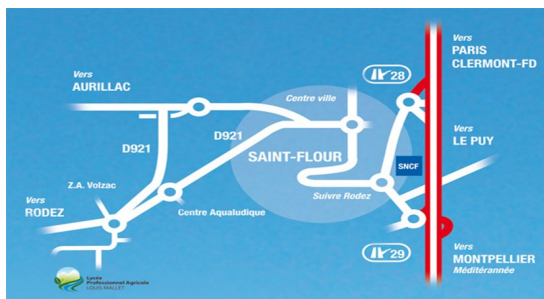 Vers
PARIS
CLERMONT-FD
28
Vers
AURILLAC
Centre ville
D921
D921
Vers
LE PUY
SAINT-FLOUR
SNCF
Z.A. Volzac
Suivre Rodez
Vers
RODEZ
Centre Aqualudique
29
Vers
MONTPELLIER
Méditérannée
Lycée
Professionnel Agricole
LOUIS MALLET